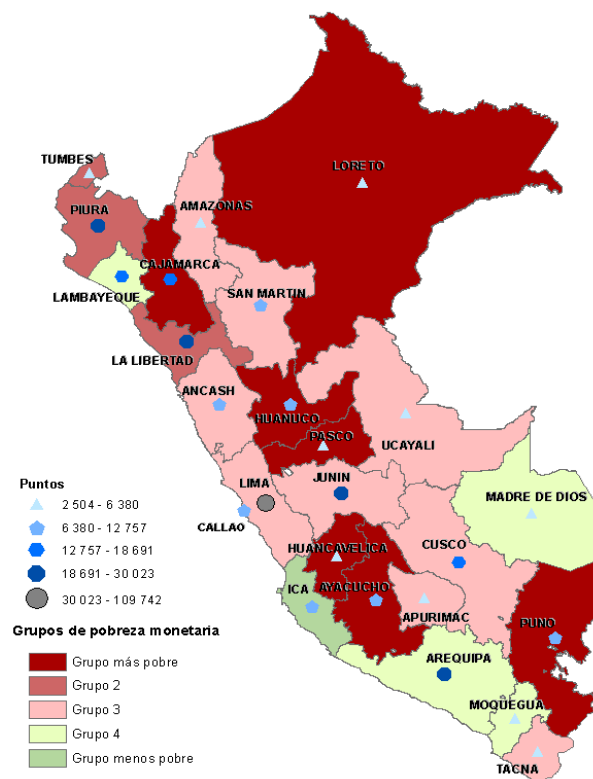 LORETO
TUMBES
AMAZONAS
PIURA
CAJAMARCA
SAN MARTIN
LAMBAYEQUE
LA LIBERTAD
ANCASH
HUANUCO
PASCO
UCAYALI
LIMA
JUNIN
MADRE DE DIOS
CALLAO
HUANCAVELICA
CUSCO
ICA
AYACUCHO
APURIMAC
PUNO
AREQUIPA
MOQUEGUA
TACNA
Puntos
2 504 - 6 380
6 380 - 12 757
12 757 - 18 691
18 691 - 30 023
30 023 - 109 742
Grupos de pobreza monetaria
Grupo más pobre
Grupo 2
Grupo 3
Grupo 4
Grupo menos pobre